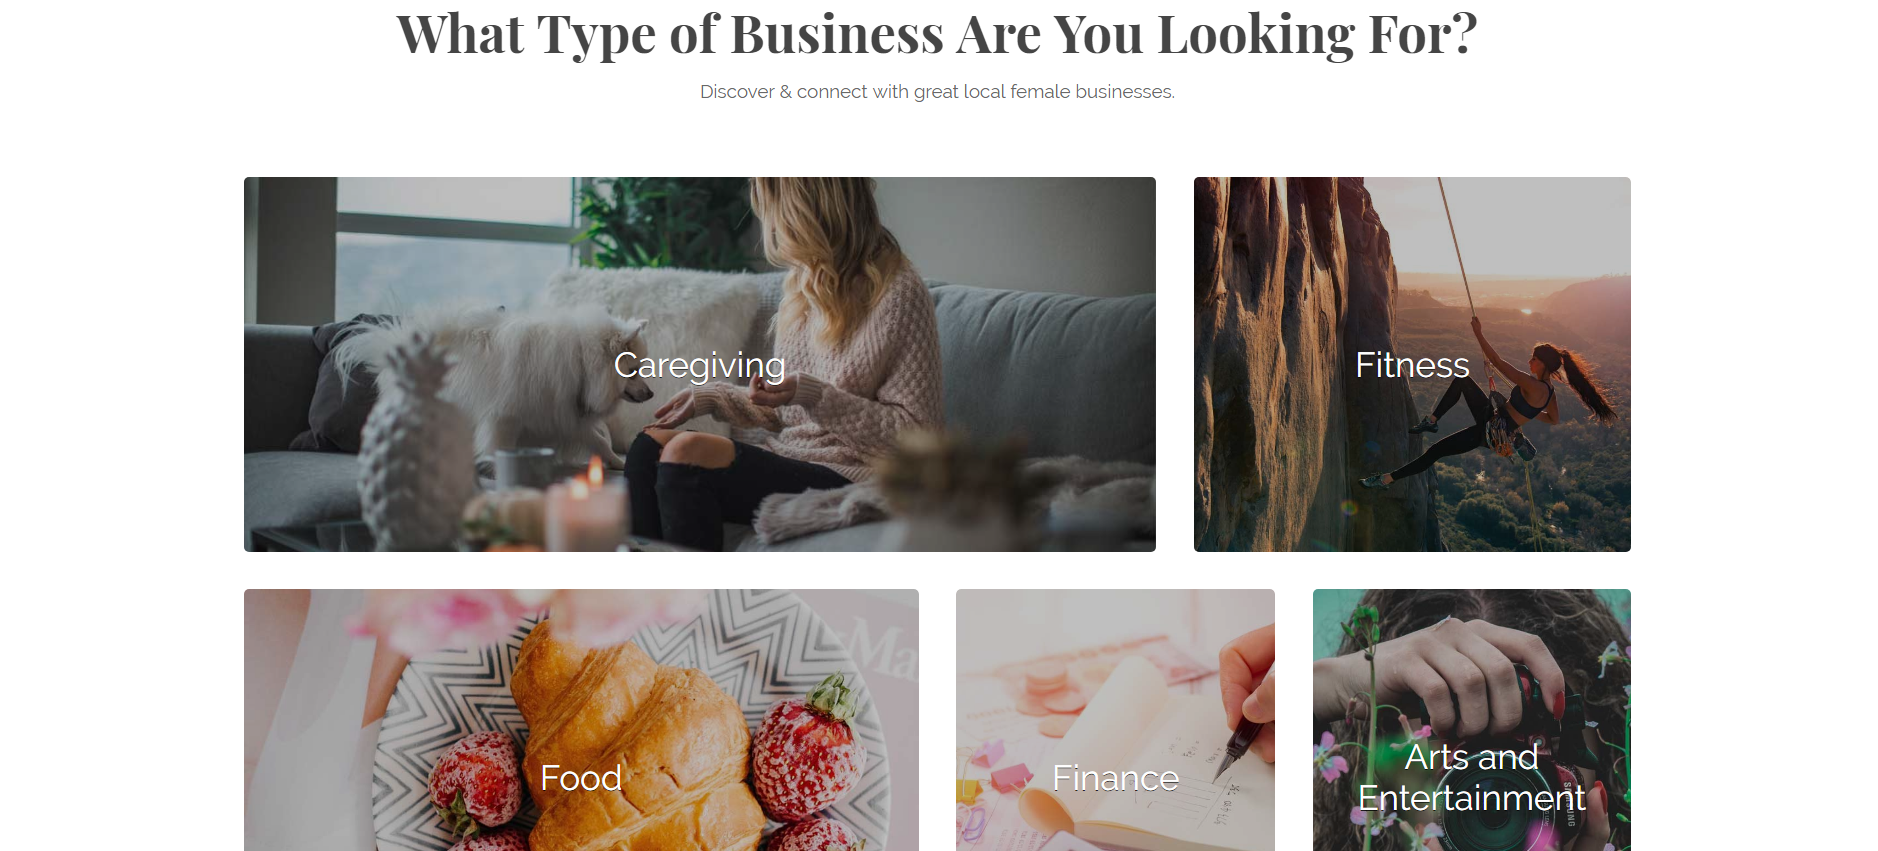 What Type of Business Are You Looking For?
Discover & connect with great local female businesses.
Caregiving
Fitness
Food
Finance
Arts and
Entertainment